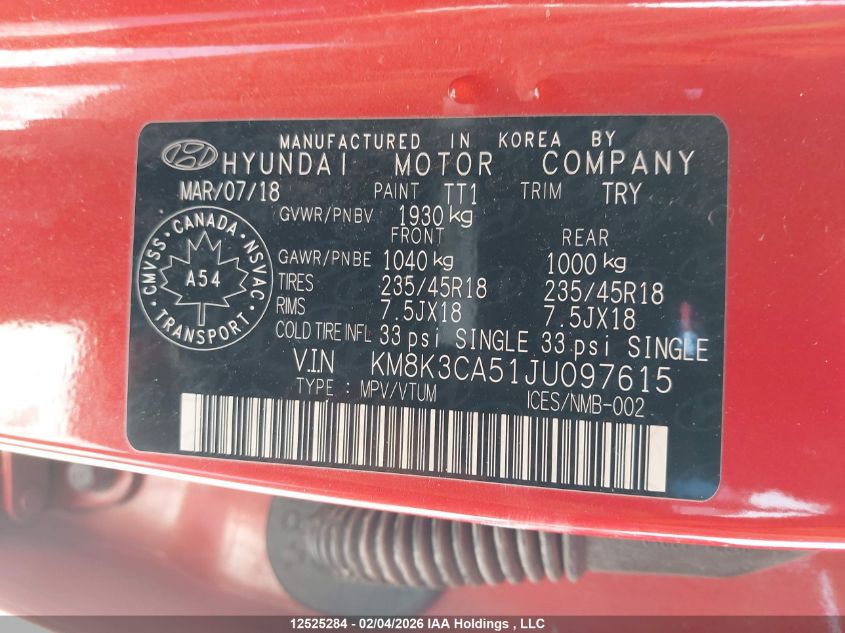 MANUFACTURED IN KOREA BY
HYUNDAI MOTOR COMPANY
MAR/07/18 PAINT TT1 TRIM TRY
GVWR/PNBV 1930 kg
FRONT REAR
GAWR/PNBE 1040 kg 1000 kg
TIRES 235/45R18 235/45R18
RIMS 7.5JX18 7.5JX18
COLD TIRE INFL 33 psi SINGLE 33 psi SINGLE
V.I.N KM8K3CA51JU097615
TYPE : MPV/VTUM ICES/NMB-002
CMVSS · CANADA · NSVAC
A54
· TRANSPORT ·
12525284 - 02/04/2026 IAA Holdings , LLC